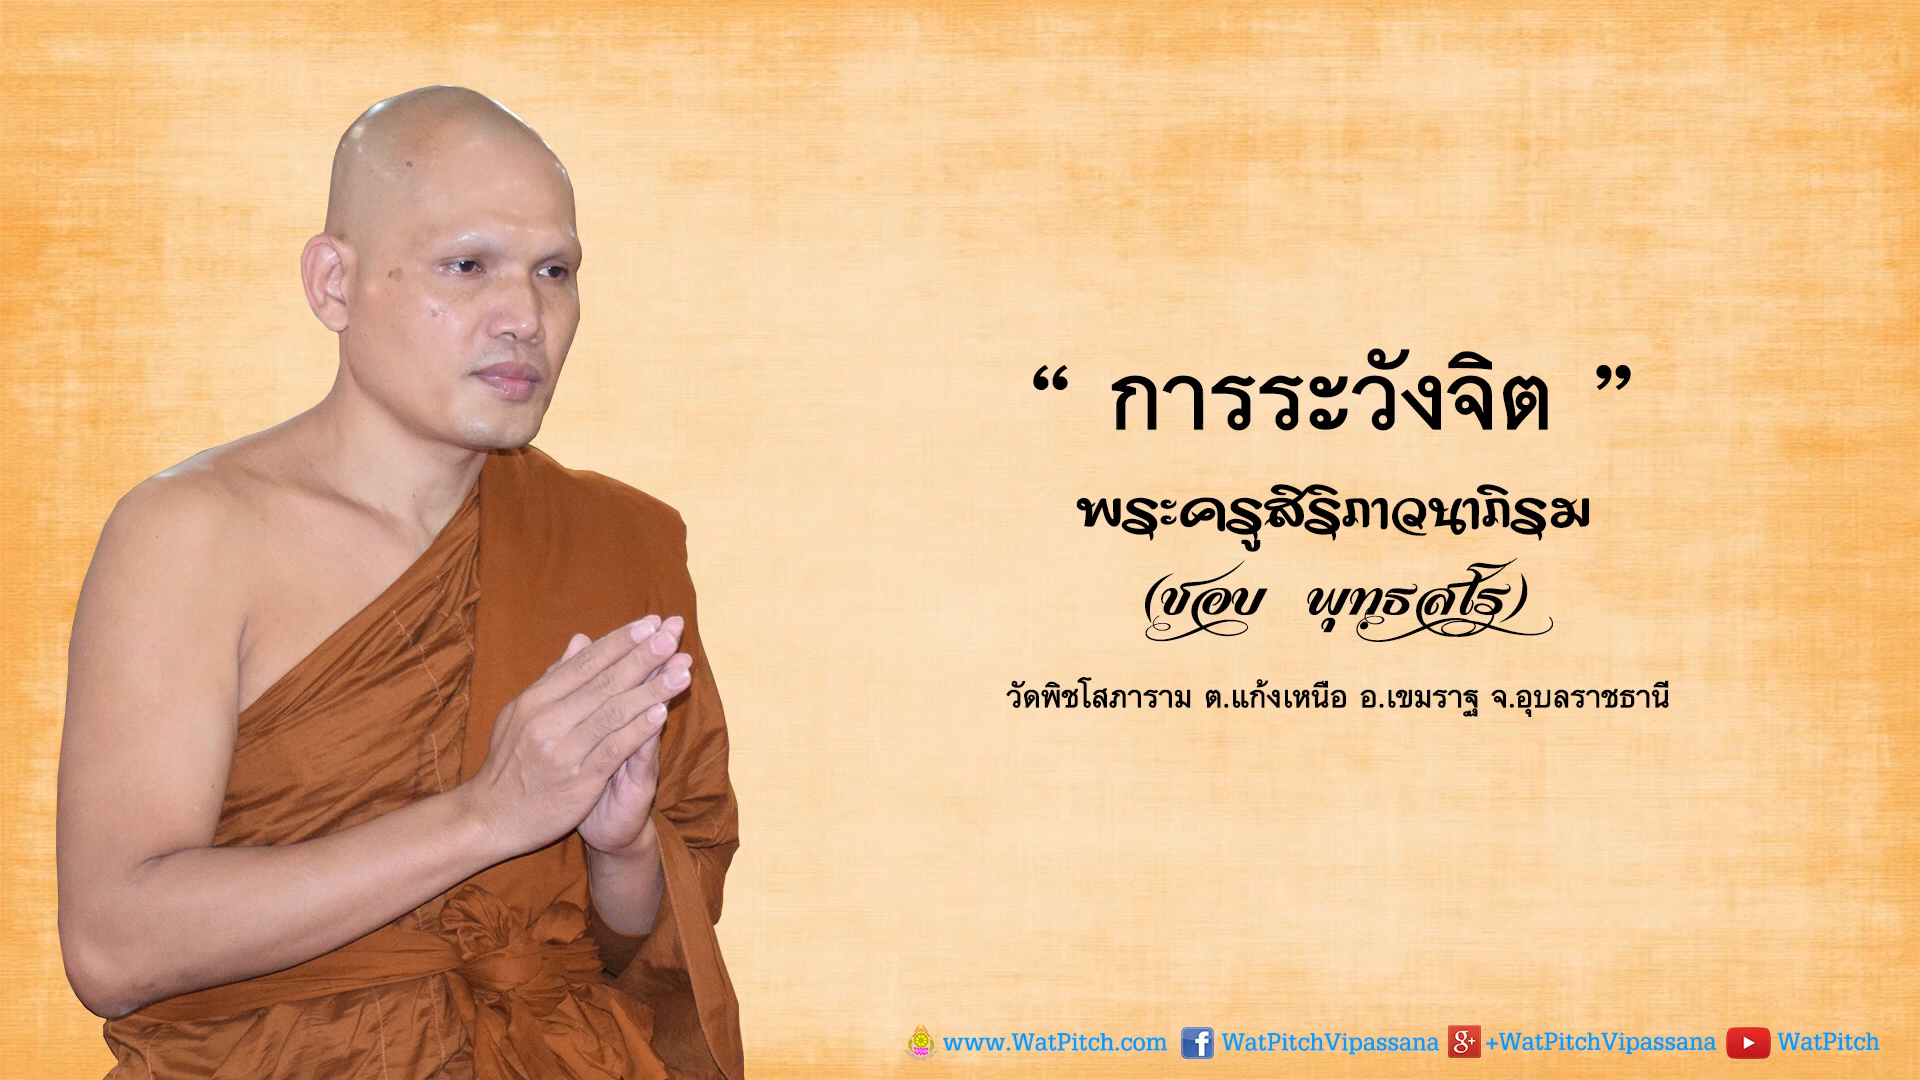 “ การระวังจิต ”
พระครูสิริภาวนาภิรม
(ชอบ พุทฺธสโร)
วัดพิชโสภาราม ต.แก้งเหนือ อ.เขมราฐ จ.อุบลราชธานี
www.WatPitch.com WatPitchVipassana +WatPitchVipassana WatPitch